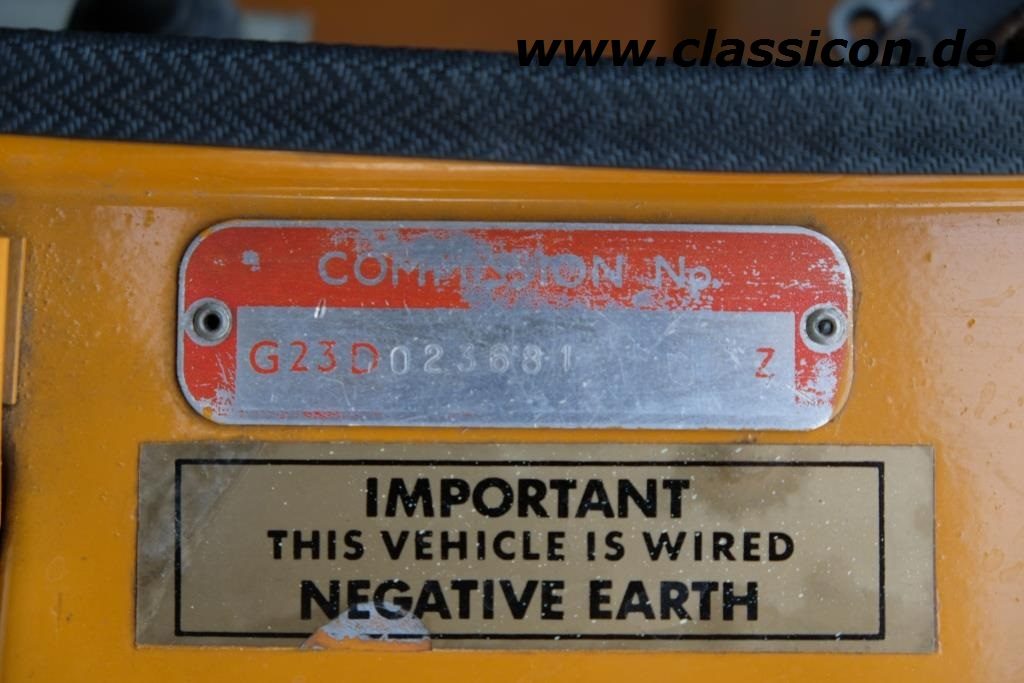 www.classicon.de
COMMISSION No.
G23D023681 Z
IMPORTANT
THIS VEHICLE IS WIRED
NEGATIVE EARTH